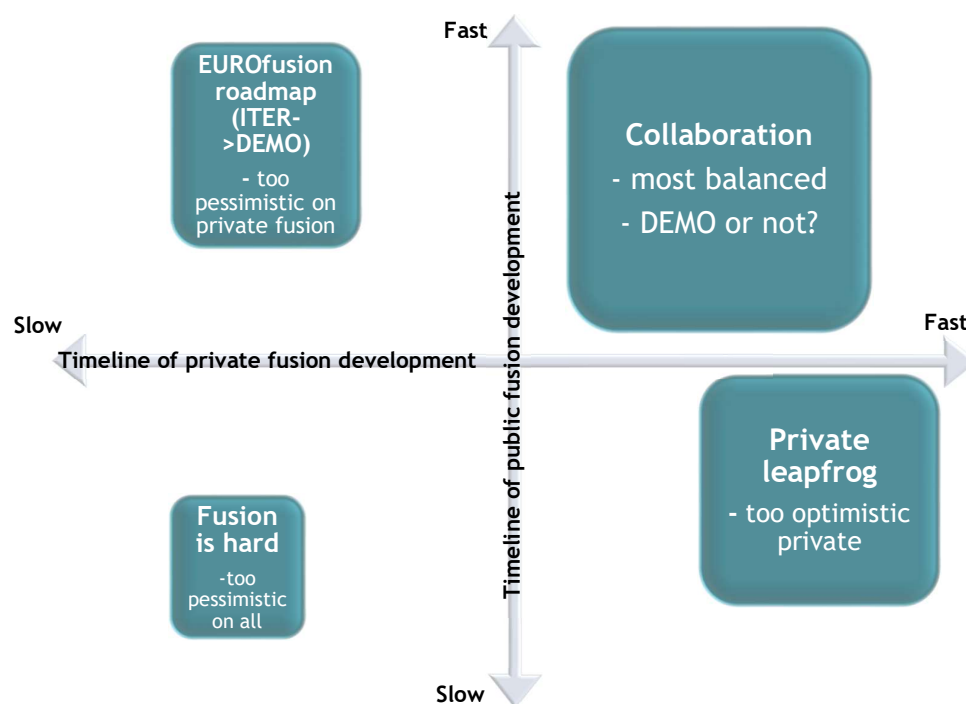 Fast
EUROfusion
roadmap
(ITER-
>DEMO)
- too
pessimistic on
private fusion
Collaboration
- most balanced
- DEMO or not?
Slow
Fast
Timeline of private fusion development
Timeline of public fusion development
Fusion
is hard
-too
pessimistic
on all
Private
leapfrog
- too optimistic
private
Slow